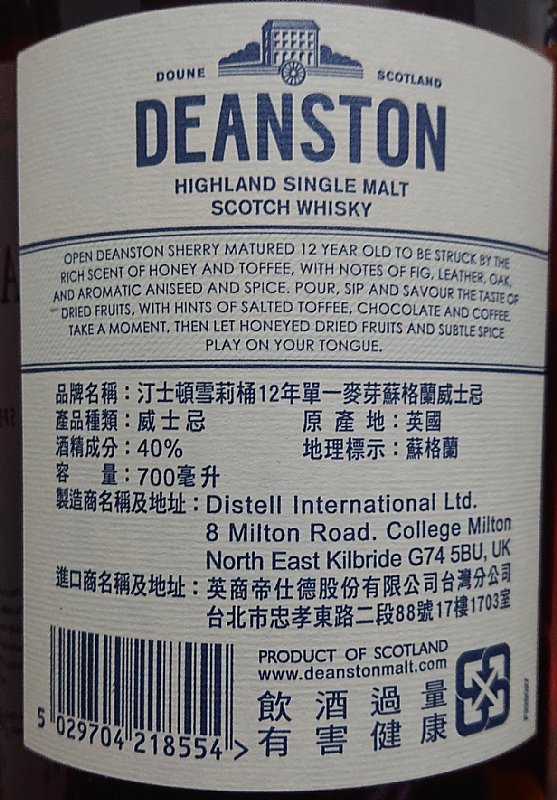 DOUNE SCOTLAND
DEANSTON
HIGHLAND SINGLE MALT
SCOTCH WHISKY
OPEN DEANSTON SHERRY MATURED 12 YEAR OLD TO BE STRUCK BY THE
RICH SCENT OF HONEY AND TOFFEE, WITH NOTES OF FIG, LEATHER, OAK,
AND AROMATIC ANISEED AND SPICE. POUR, SIP AND SAVOUR THE TASTE OF
DRIED FRUITS, WITH HINTS OF SALTED TOFFEE, CHOCOLATE AND COFFEE.
TAKE A MOMENT, THEN LET HONEYED DRIED FRUITS AND SUBTLE SPICE
PLAY ON YOUR TONGUE.
品牌名稱：汀士頓雪莉桶12年單一麥芽蘇格蘭威士忌
產品種類：威士忌 原產地：英國
酒精成分：40% 地理標示：蘇格蘭
容量：700毫升
製造商名稱及地址：Distell International Ltd.
8 Milton Road. College Milton
North East Kilbride G74 5BU, UK
進口商名稱及地址：英商帝仕德股份有限公司台灣分公司
台北市忠孝東路二段88號17樓1703室
PRODUCT OF SCOTLAND
www.deanstonmalt.com
飲酒過量
有害健康
5 029704 218554 >